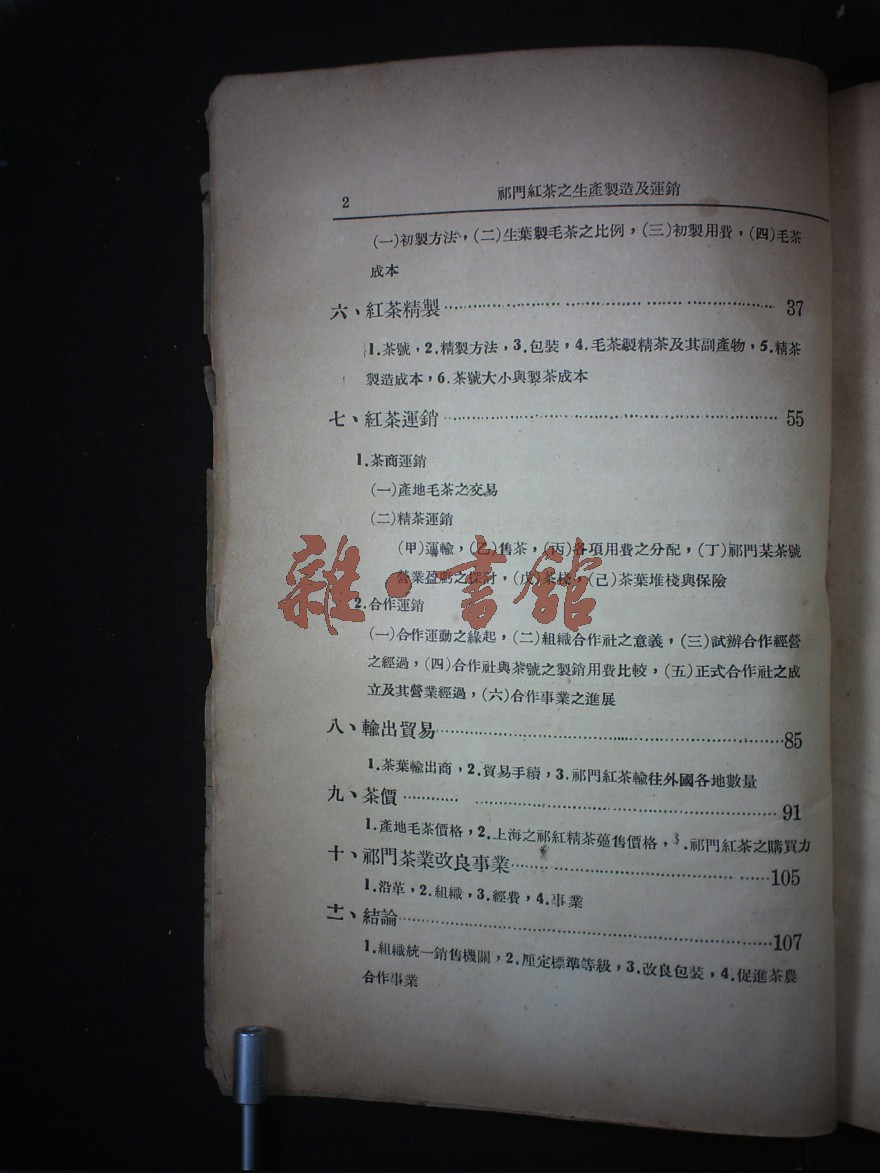 2 祁門紅茶之生產製造及運銷
(一)初製方法，(二)生葉製毛茶之比例，(三)初製用費，(四)毛茶
成本
六、紅茶精製 37
1.茶號，2.精製方法，3.包裝，4.毛茶製精茶及其副產物，5.精茶
製造成本，6.茶號大小與製茶成本
七、紅茶運銷 55
1.茶商運銷
(一)產地毛茶之交易
(二)精茶運銷
(甲)運輸，(乙)售茶，(丙)各項用費之分配，(丁)祁門某茶號
營業盈虧之探討，(戊)茶棧，(己)茶葉堆棧與保險
雜·書館
2.合作運銷
(一)合作運動之緣起，(二)組織合作社之意義，(三)試辦合作經營
之經過，(四)合作社與茶號之製銷用費比較，(五)正式合作社之成
立及其營業經過，(六)合作事業之進展
八、輸出貿易 85
1.茶葉輸出商，2.貿易手續，3.祁門紅茶輸往外國各地數量
九、茶價 91
1.產地毛茶價格，2.上海之祁紅精茶躉售價格，3.祁門紅茶之購買力
十、祁門茶業改良事業 105
1.沿革，2.組織，3.經費，4.事業
十一、結論 107
1.組織統一銷售機關，2.厘定標準等級，3.改良包裝，4.促進茶農
合作事業